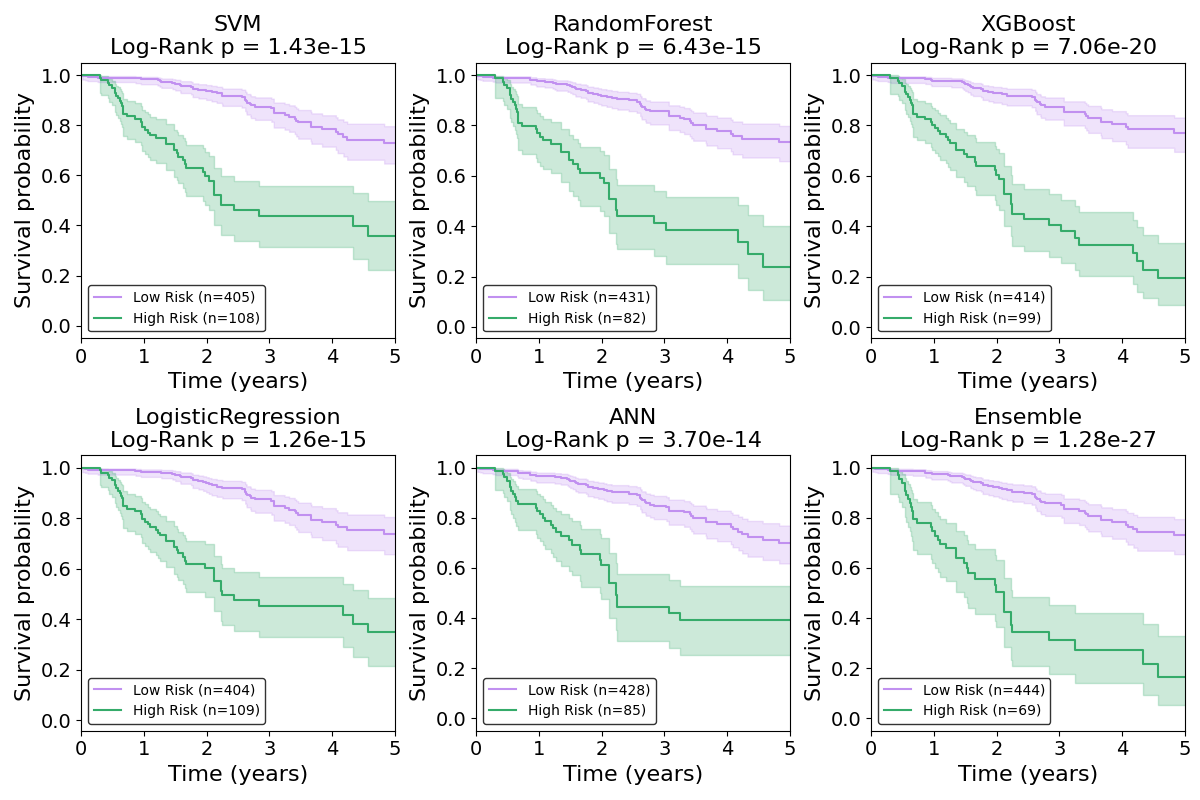 SVM
Log-Rank p = 1.43e-15
Survival probability
1.0
0.8
0.6
0.4
0.2
0.0
Low Risk (n=405)
High Risk (n=108)
0 1 2 3 4 5
Time (years)
RandomForest
Log-Rank p = 6.43e-15
Survival probability
1.0
0.8
0.6
0.4
0.2
0.0
Low Risk (n=431)
High Risk (n=82)
0 1 2 3 4 5
Time (years)
XGBoost
Log-Rank p = 7.06e-20
Survival probability
1.0
0.8
0.6
0.4
0.2
0.0
Low Risk (n=414)
High Risk (n=99)
0 1 2 3 4 5
Time (years)
LogisticRegression
Log-Rank p = 1.26e-15
Survival probability
1.0
0.8
0.6
0.4
0.2
0.0
Low Risk (n=404)
High Risk (n=109)
0 1 2 3 4 5
Time (years)
ANN
Log-Rank p = 3.70e-14
Survival probability
1.0
0.8
0.6
0.4
0.2
0.0
Low Risk (n=428)
High Risk (n=85)
0 1 2 3 4 5
Time (years)
Ensemble
Log-Rank p = 1.28e-27
Survival probability
1.0
0.8
0.6
0.4
0.2
0.0
Low Risk (n=444)
High Risk (n=69)
0 1 2 3 4 5
Time (years)